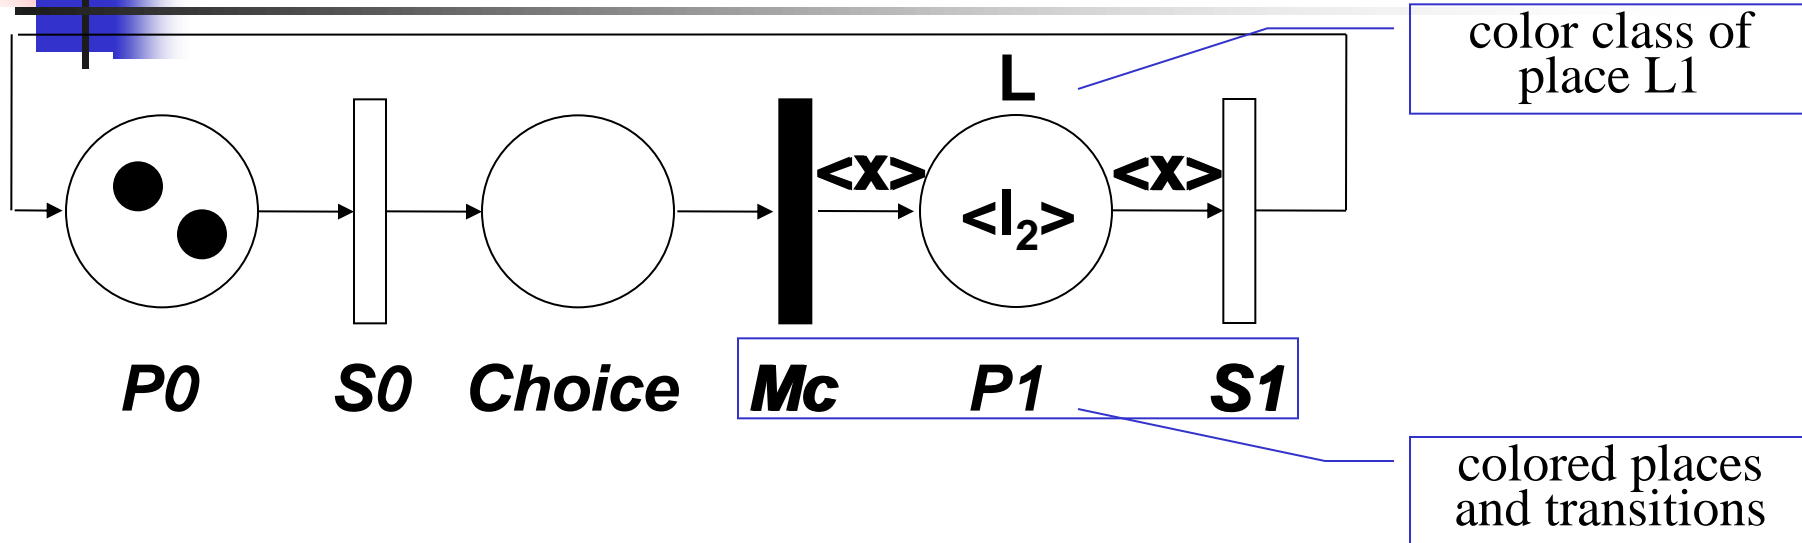 color class of
place L1
L
<x>
<x>
<l₂>
P0
S0
Choice
Mc
P1
S1
colored places
and transitions